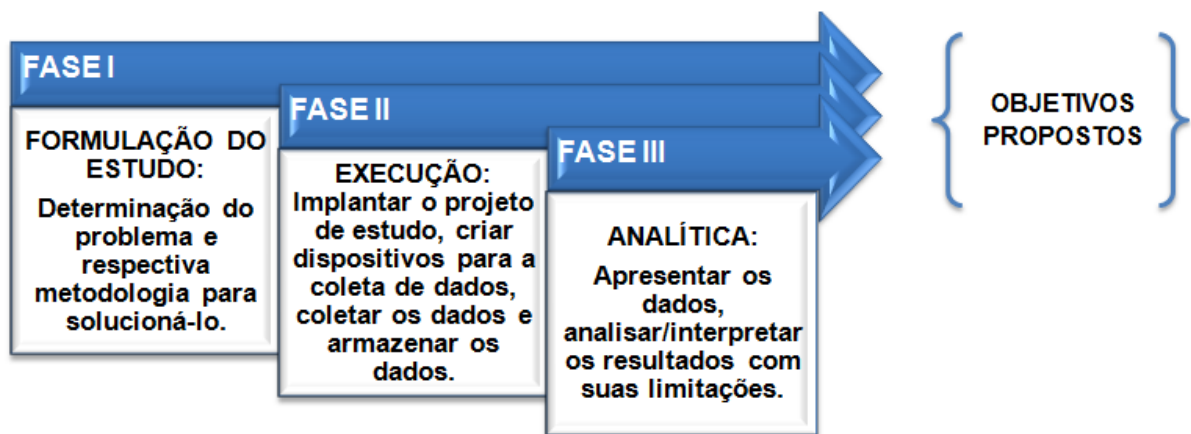 FASE I
FORMULAÇÃO DO
ESTUDO:
Determinação do
problema e
respectiva
metodologia para
solucioná-lo.
FASE II
EXECUÇÃO:
Implantar o projeto
de estudo, criar
dispositivos para a
coleta de dados,
coletar os dados e
armazenar os
dados.
FASE III
ANALÍTICA:
Apresentar os
dados,
analisar/interpretar
os resultados com
suas limitações.
OBJETIVOS
PROPOSTOS